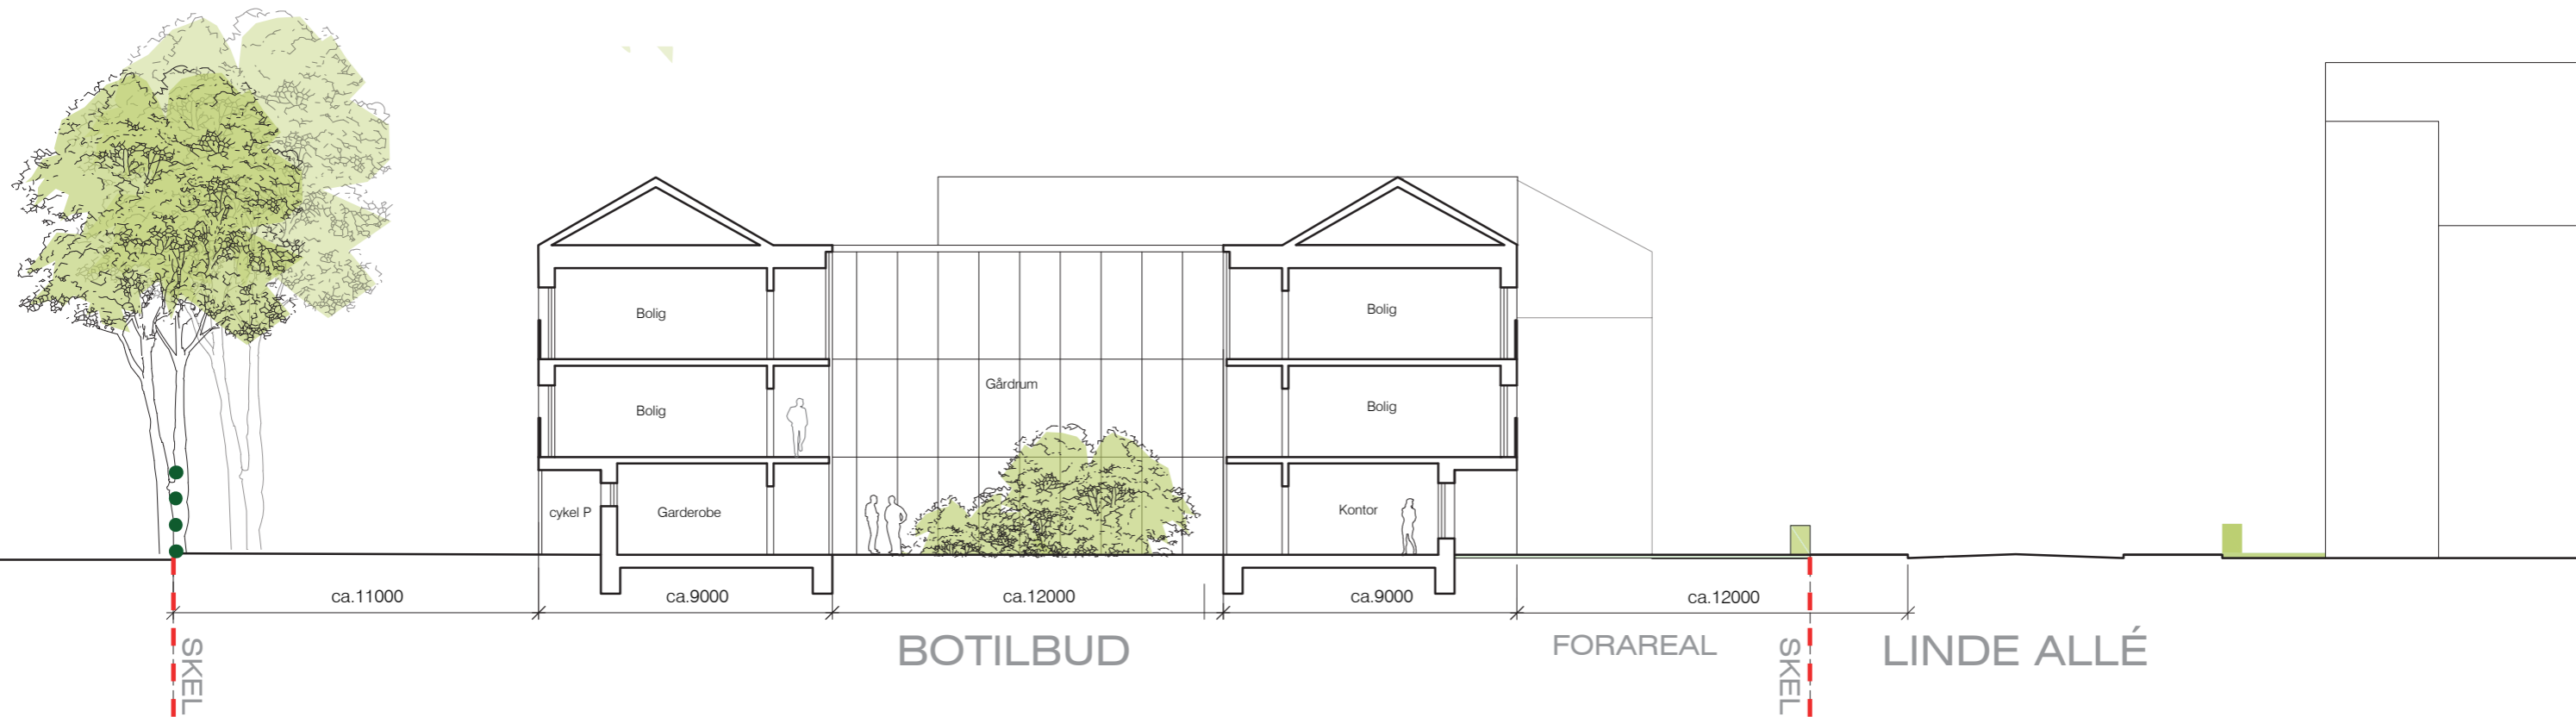 Bolig
Bolig
Bolig
Gårdrum
Bolig
cykel P
Garderobe
Kontor
ca.11000
ca.9000
ca.12000
ca.9000
ca.12000
SKEL
BOTILBUD
FORAREAL
SKEL
LINDE ALLÉ